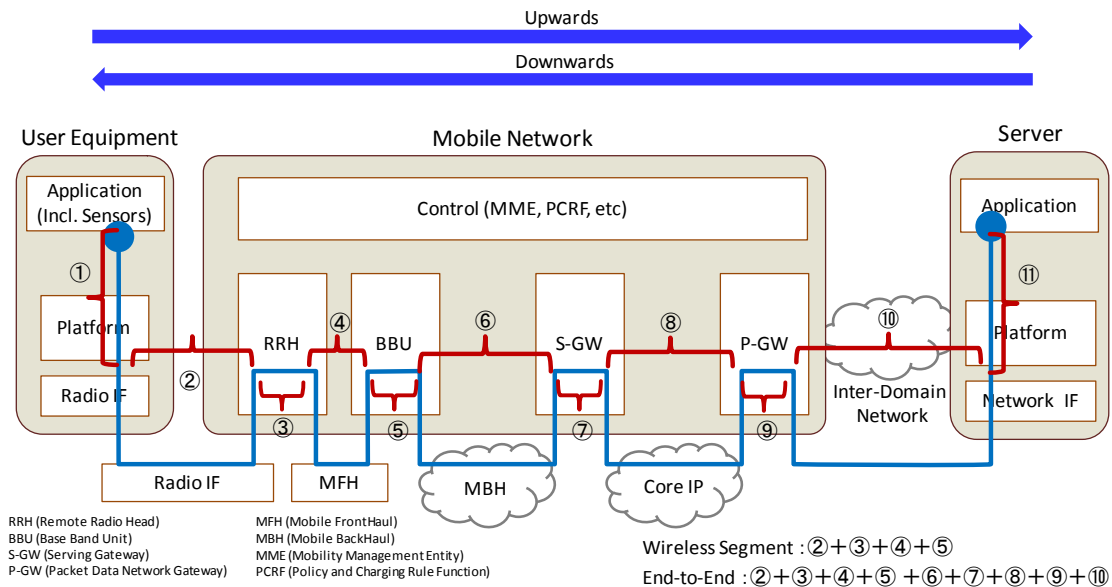 Upwards
Downwards
User Equipment
Mobile Network
Server
Application
(Incl. Sensors)
Control (MME, PCRF, etc)
Application
①
⑪
Platform
④
⑥
⑧
⑩
Platform
RRH
BBU
S-GW
P-GW
②
Radio IF
③
⑤
⑦
⑨
Inter-Domain
Network
Network IF
Radio IF
MFH
MBH
Core IP
RRH (Remote Radio Head)
BBU (Base Band Unit)
S-GW (Serving Gateway)
P-GW (Packet Data Network Gateway)
MFH (Mobile FrontHaul)
MBH (Mobile BackHaul)
MME (Mobility Management Entity)
PCRF (Policy and Charging Rule Function)
Wireless Segment : ②+③+④+⑤
End-to-End : ②+③+④+⑤ +⑥+⑦+⑧+⑨+⑩